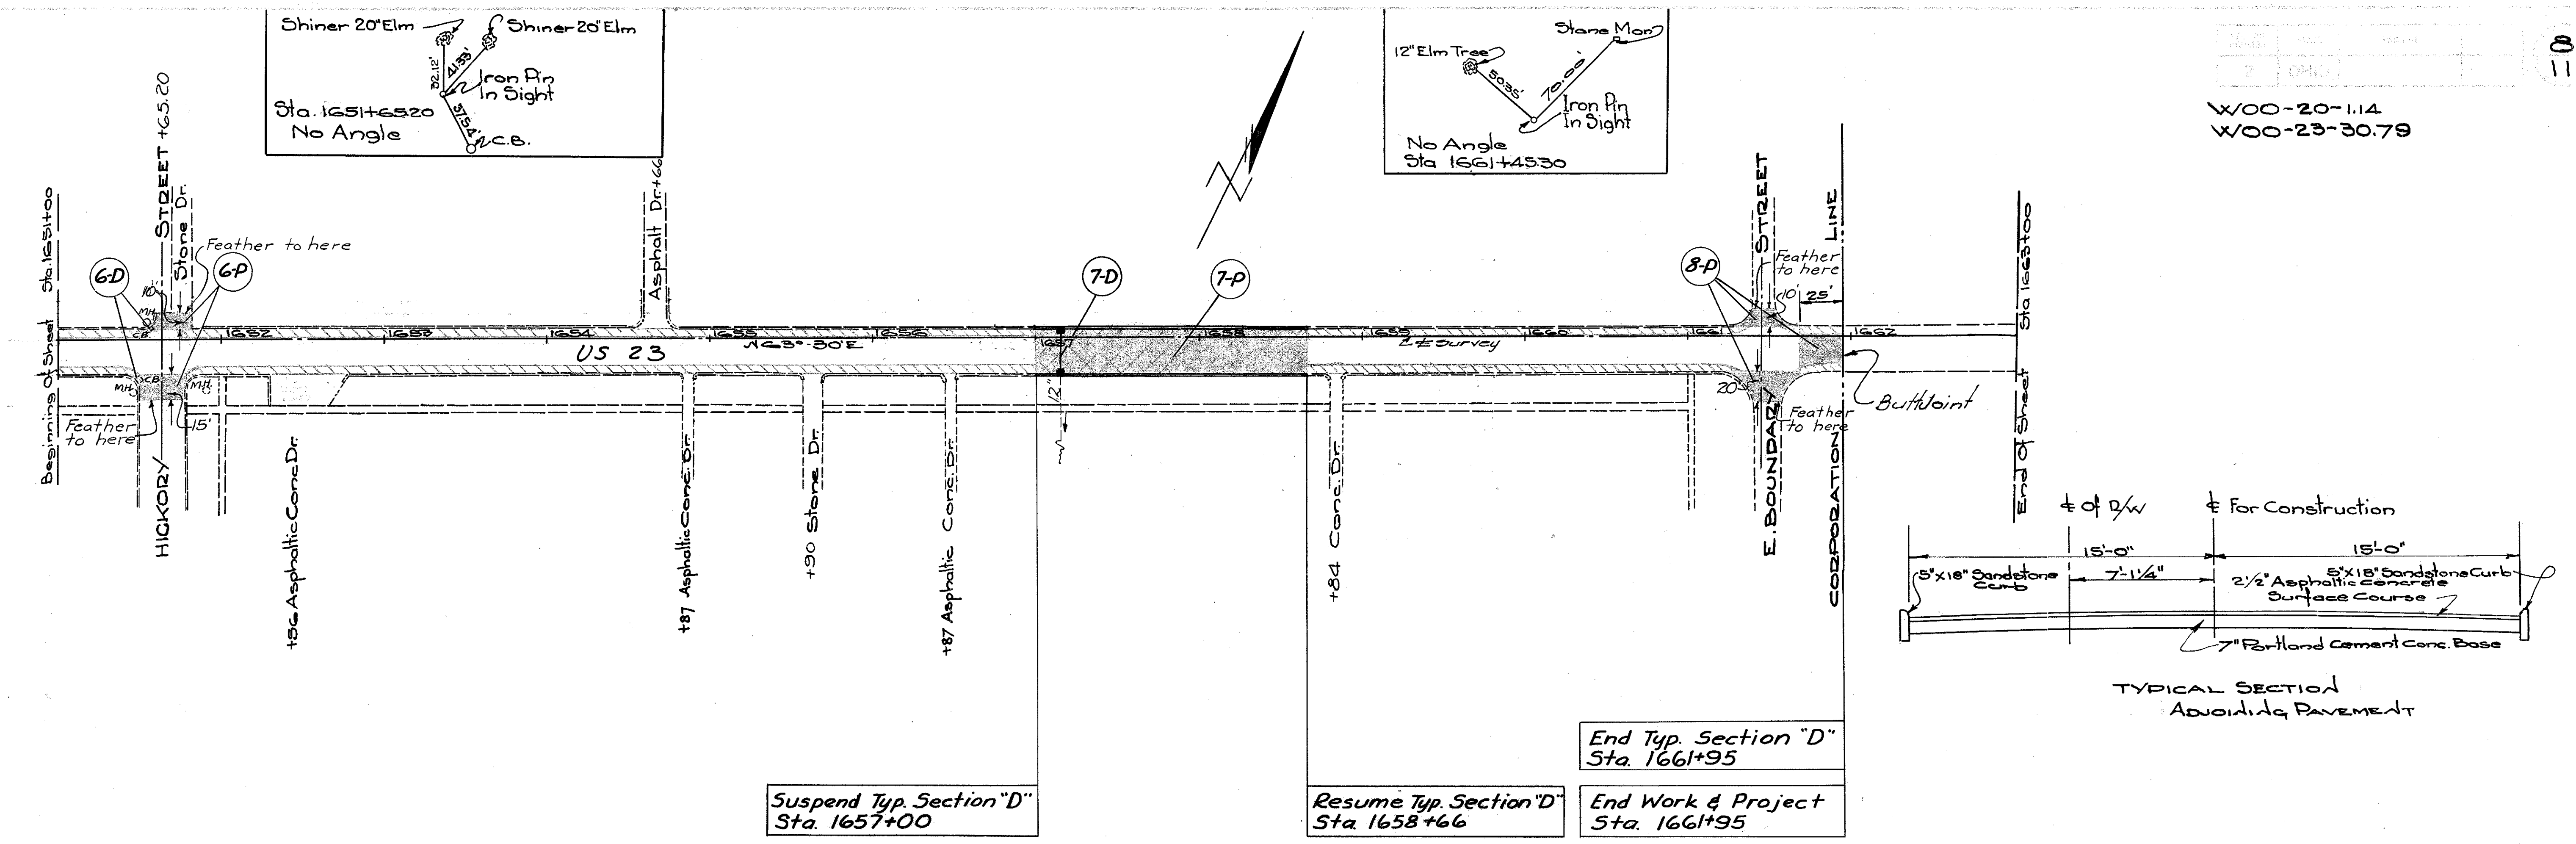 Shiner 20" Elm
Shiner 20" Elm
32.12'
41.33'
Iron Pin
In Sight
37.54'
C.B.
Sta. 1651+65.20
No Angle
12" Elm Tree
Stone Mon
50.35'
70.00'
Iron Pin
In Sight
No Angle
Sta 1661+45.30
2
OHIO
8
11
WOO-20-1.14
WOO-23-30.79
Beginning of Sheet Sta. 1651+00
HICKORY STREET +65.20
Stone Dr.
Feather to here
6-D
6-P
10'
MH
CB
CB
MH
MH
15'
Feather
to here
Asphalt Dr. +66
7-D
7-P
8-P
E. BOUNDARY STREET
Feather
to here
10'
25'
CORPORATION LINE
End Of Sheet Sta 1663+00
1652
1653
1654
1655
1656
1657
1658
1659
1660
1661
1662
US 23
N63°-30'E
℄ Survey
12"
20'
Feather
to here
Butt Joint
+36 Asphaltic Conc Dr.
+87 Asphaltic Conc. Dr.
+90 Stone Dr.
+87 Asphaltic Conc. Dr.
+84 Conc. Dr.
℄ Of R/W
℄ For Construction
15'-0"
15'-0"
7'-1¼"
5"x18" Sandstone
Curb
5"x18" Sandstone Curb
2½" Asphaltic Concrete
Surface Course
7" Portland Cement Conc. Base
TYPICAL SECTION
ADJOINING PAVEMENT
Suspend Typ. Section "D"
Sta. 1657+00
Resume Typ. Section "D"
Sta. 1658+66
End Typ. Section "D"
Sta. 1661+95
End Work & Project
Sta. 1661+95